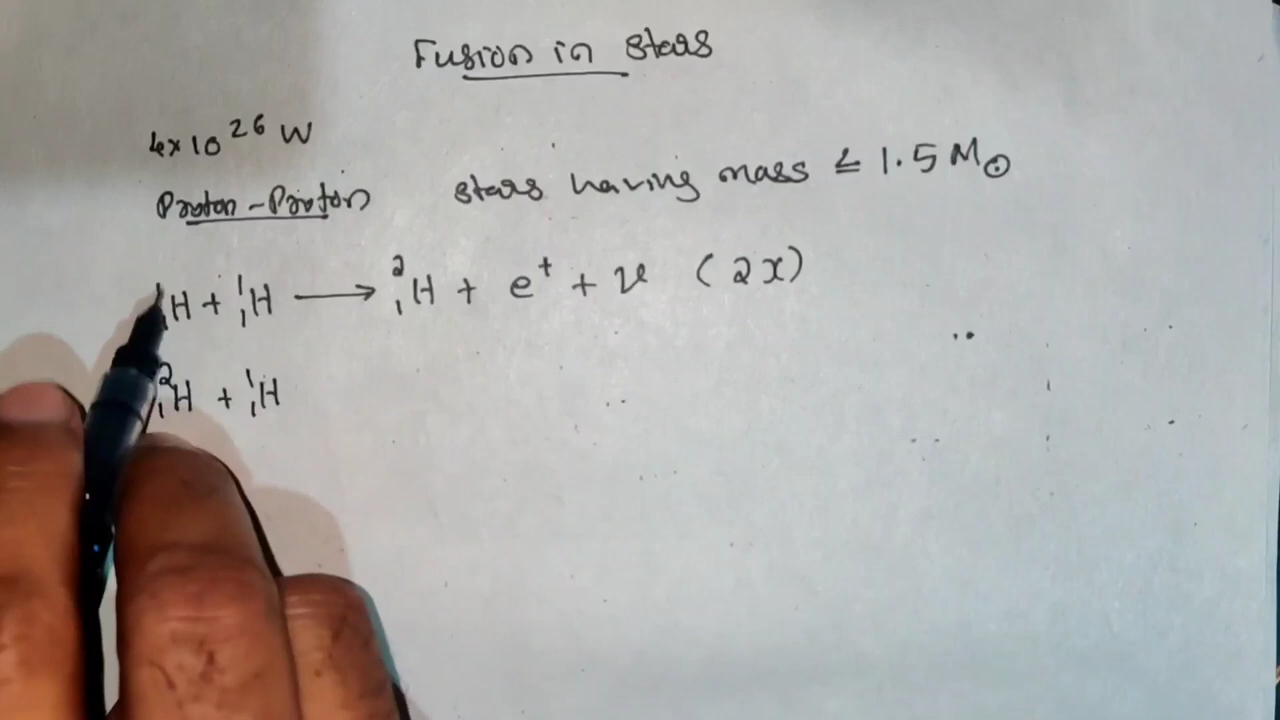 Fusion in stars
4×10²⁶ W
Proton-Proton stars having mass ≤ 1.5 M☉
¹₁H + ¹₁H ⟶ ²₁H + e⁺ + ν (2x)
²₁H + ¹₁H